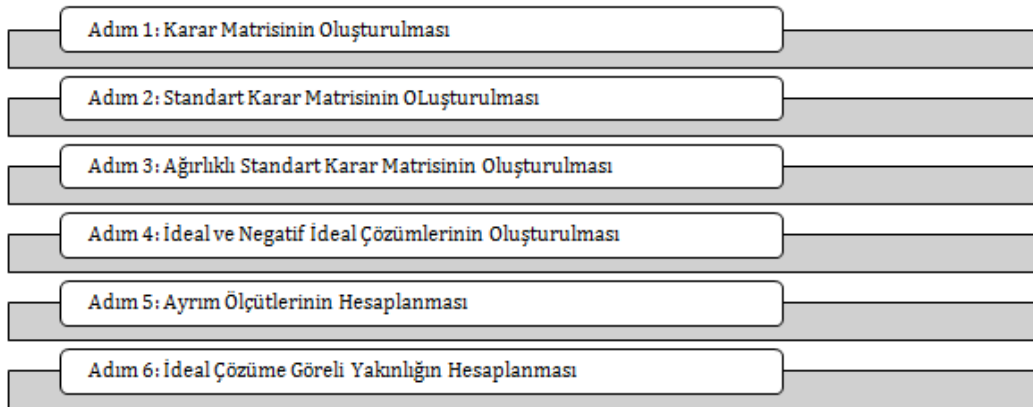 Adım 1: Karar Matrisinin Oluşturulması
Adım 2: Standart Karar Matrisinin OLuşturulması
Adım 3: Ağırlıklı Standart Karar Matrisinin Oluşturulması
Adım 4: İdeal ve Negatif İdeal Çözümlerinin Oluşturulması
Adım 5: Ayrım Ölçütlerinin Hesaplanması
Adım 6: İdeal Çözüme Göreli Yakınlığın Hesaplanması